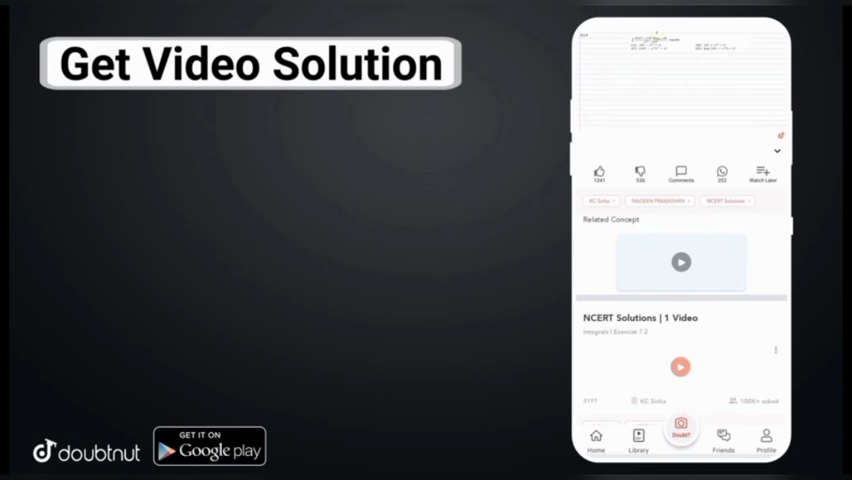 Get Video Solution
1341
536
Comments
352
Watch Later
KC Sinha
NAGEEN PRAKASHAN
NCERT Solutions
Related Concept
NCERT Solutions | 1 Video
Integrals | Exercise 7.2
KC Sinha
100K+ asked
Doubt?
Home
Library
Friends
Profile
doubtnut
GET IT ON
Google play